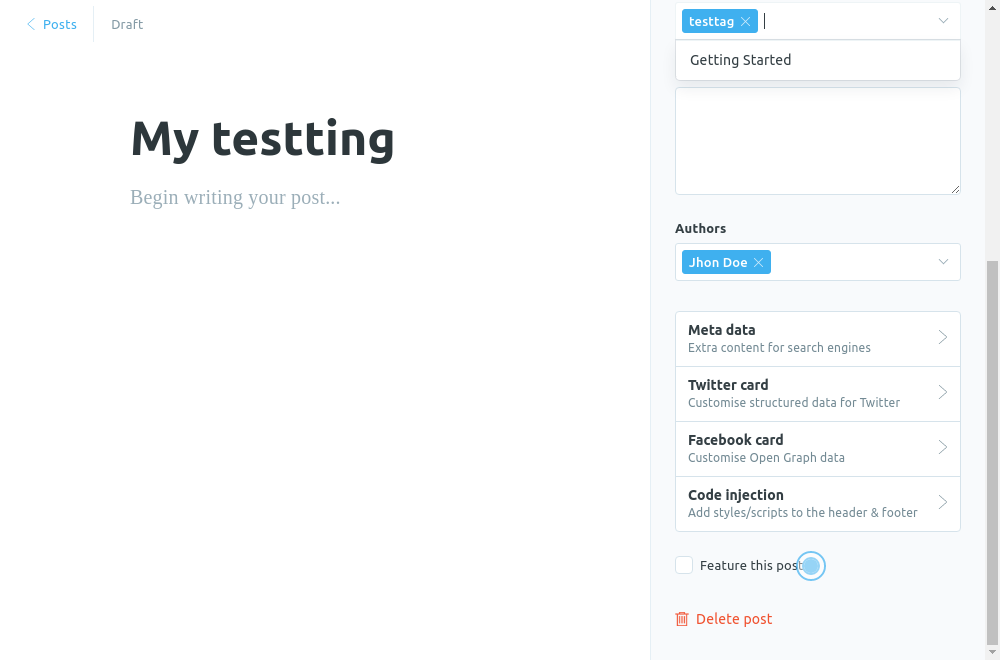 Posts
Draft
My testting
Begin writing your post...
testtag
Getting Started
Authors
Jhon Doe
Meta data
Extra content for search engines
Twitter card
Customise structured data for Twitter
Facebook card
Customise Open Graph data
Code injection
Add styles/scripts to the header & footer
Feature this post
Delete post